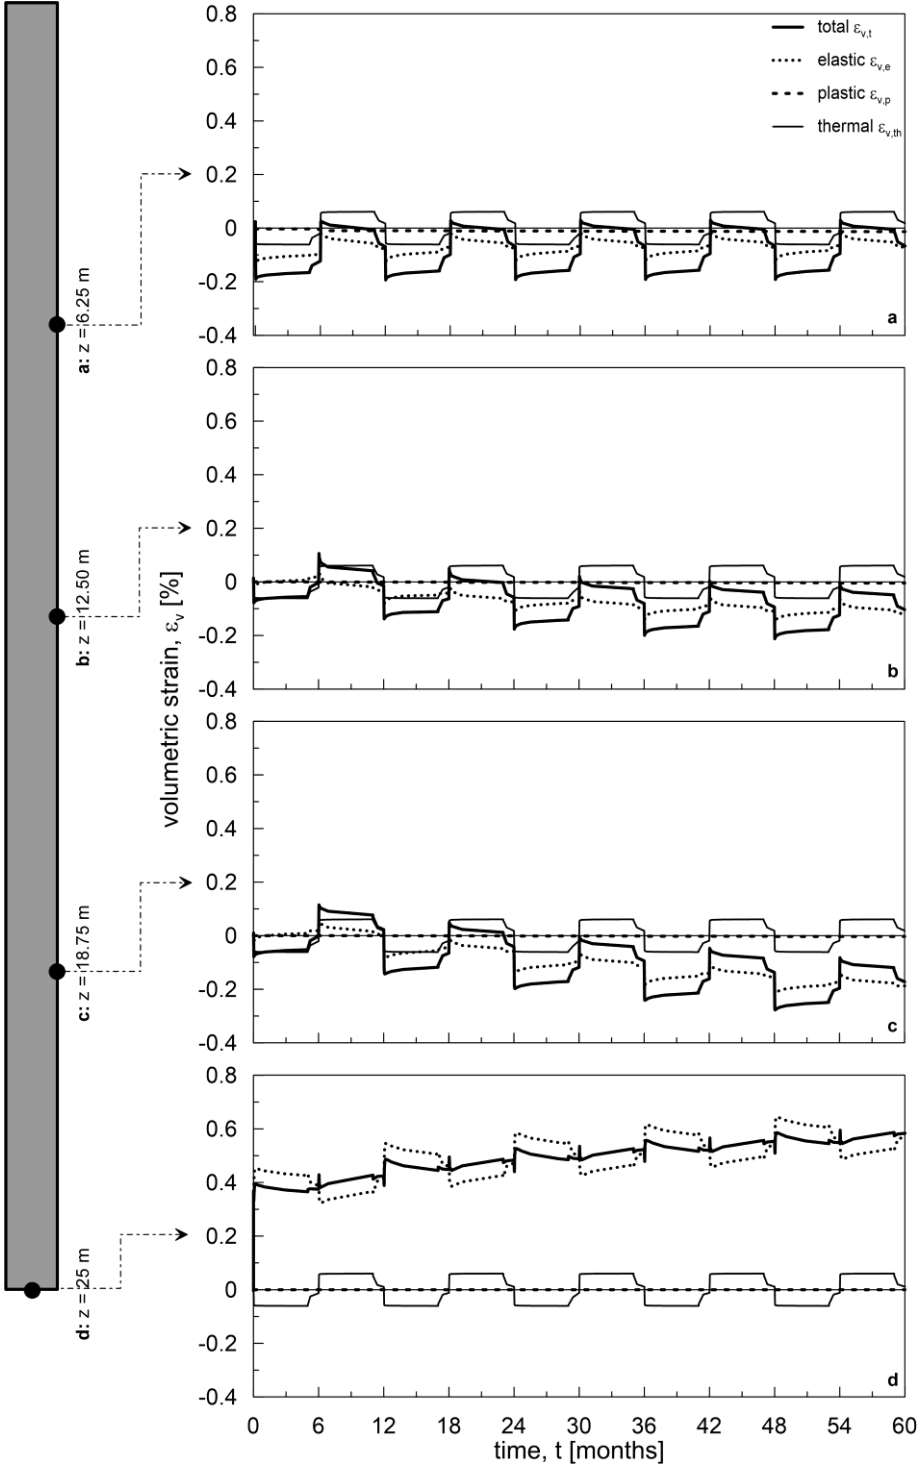 0.8
total εv,t
elastic εv,e
plastic εv,p
thermal εv,th
0.6
0.4
0.2
0
-0.2
-0.4
a
a: z = 6.25 m
0.8
0.6
0.4
0.2
0
-0.2
-0.4
b
b: z = 12.50 m
volumetric strain, εv [%]
0.8
0.6
0.4
0.2
0
-0.2
-0.4
c
c: z = 18.75 m
0.8
0.6
0.4
0.2
0
-0.2
-0.4
d
d: z = 25 m
0 6 12 18 24 30 36 42 48 54 60
time, t [months]